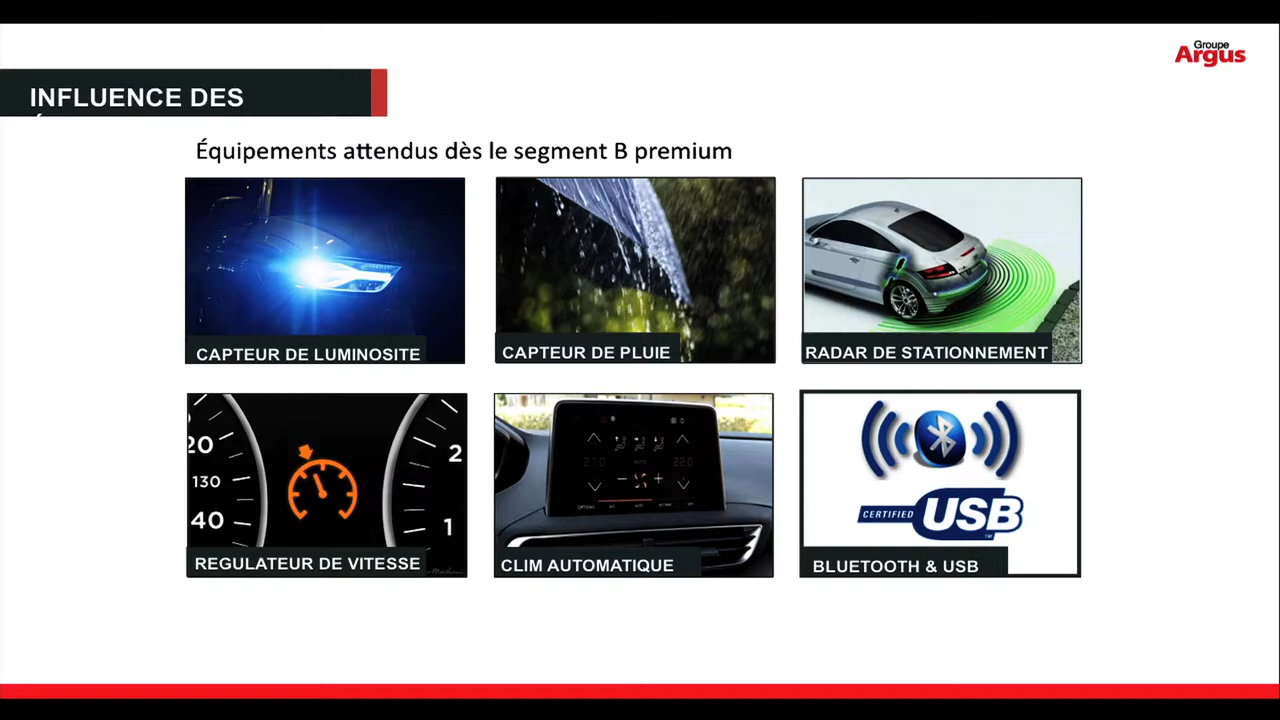 Groupe
Argus
INFLUENCE DES
Équipements attendus dès le segment B premium
CAPTEUR DE LUMINOSITE
CAPTEUR DE PLUIE
RADAR DE STATIONNEMENT
20
130
40
2
1
REGULATEUR DE VITESSE
CLIM AUTOMATIQUE
CERTIFIED USB
BLUETOOTH & USB